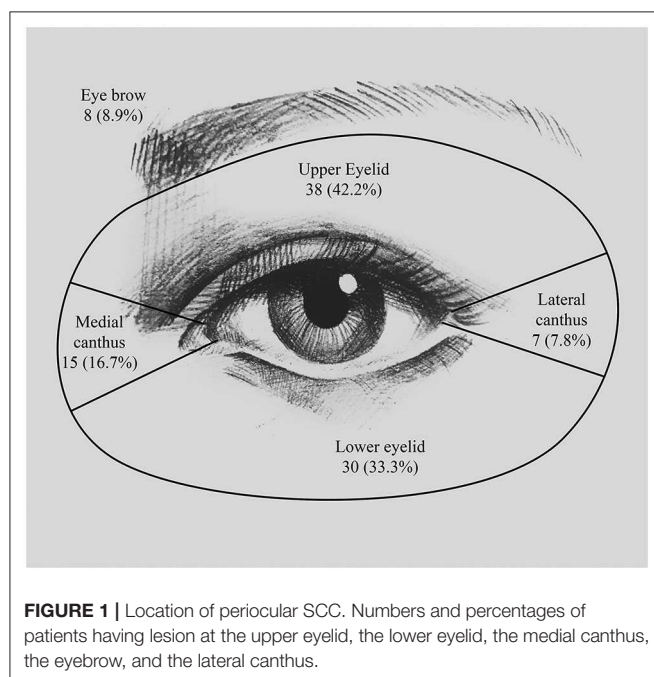 Eye brow
8 (8.9%)
Upper Eyelid
38 (42.2%)
Medial
canthus
15 (16.7%)
Lateral
canthus
7 (7.8%)
Lower eyelid
30 (33.3%)
FIGURE 1 | Location of periocular SCC. Numbers and percentages of
patients having lesion at the upper eyelid, the lower eyelid, the medial canthus,
the eyebrow, and the lateral canthus.